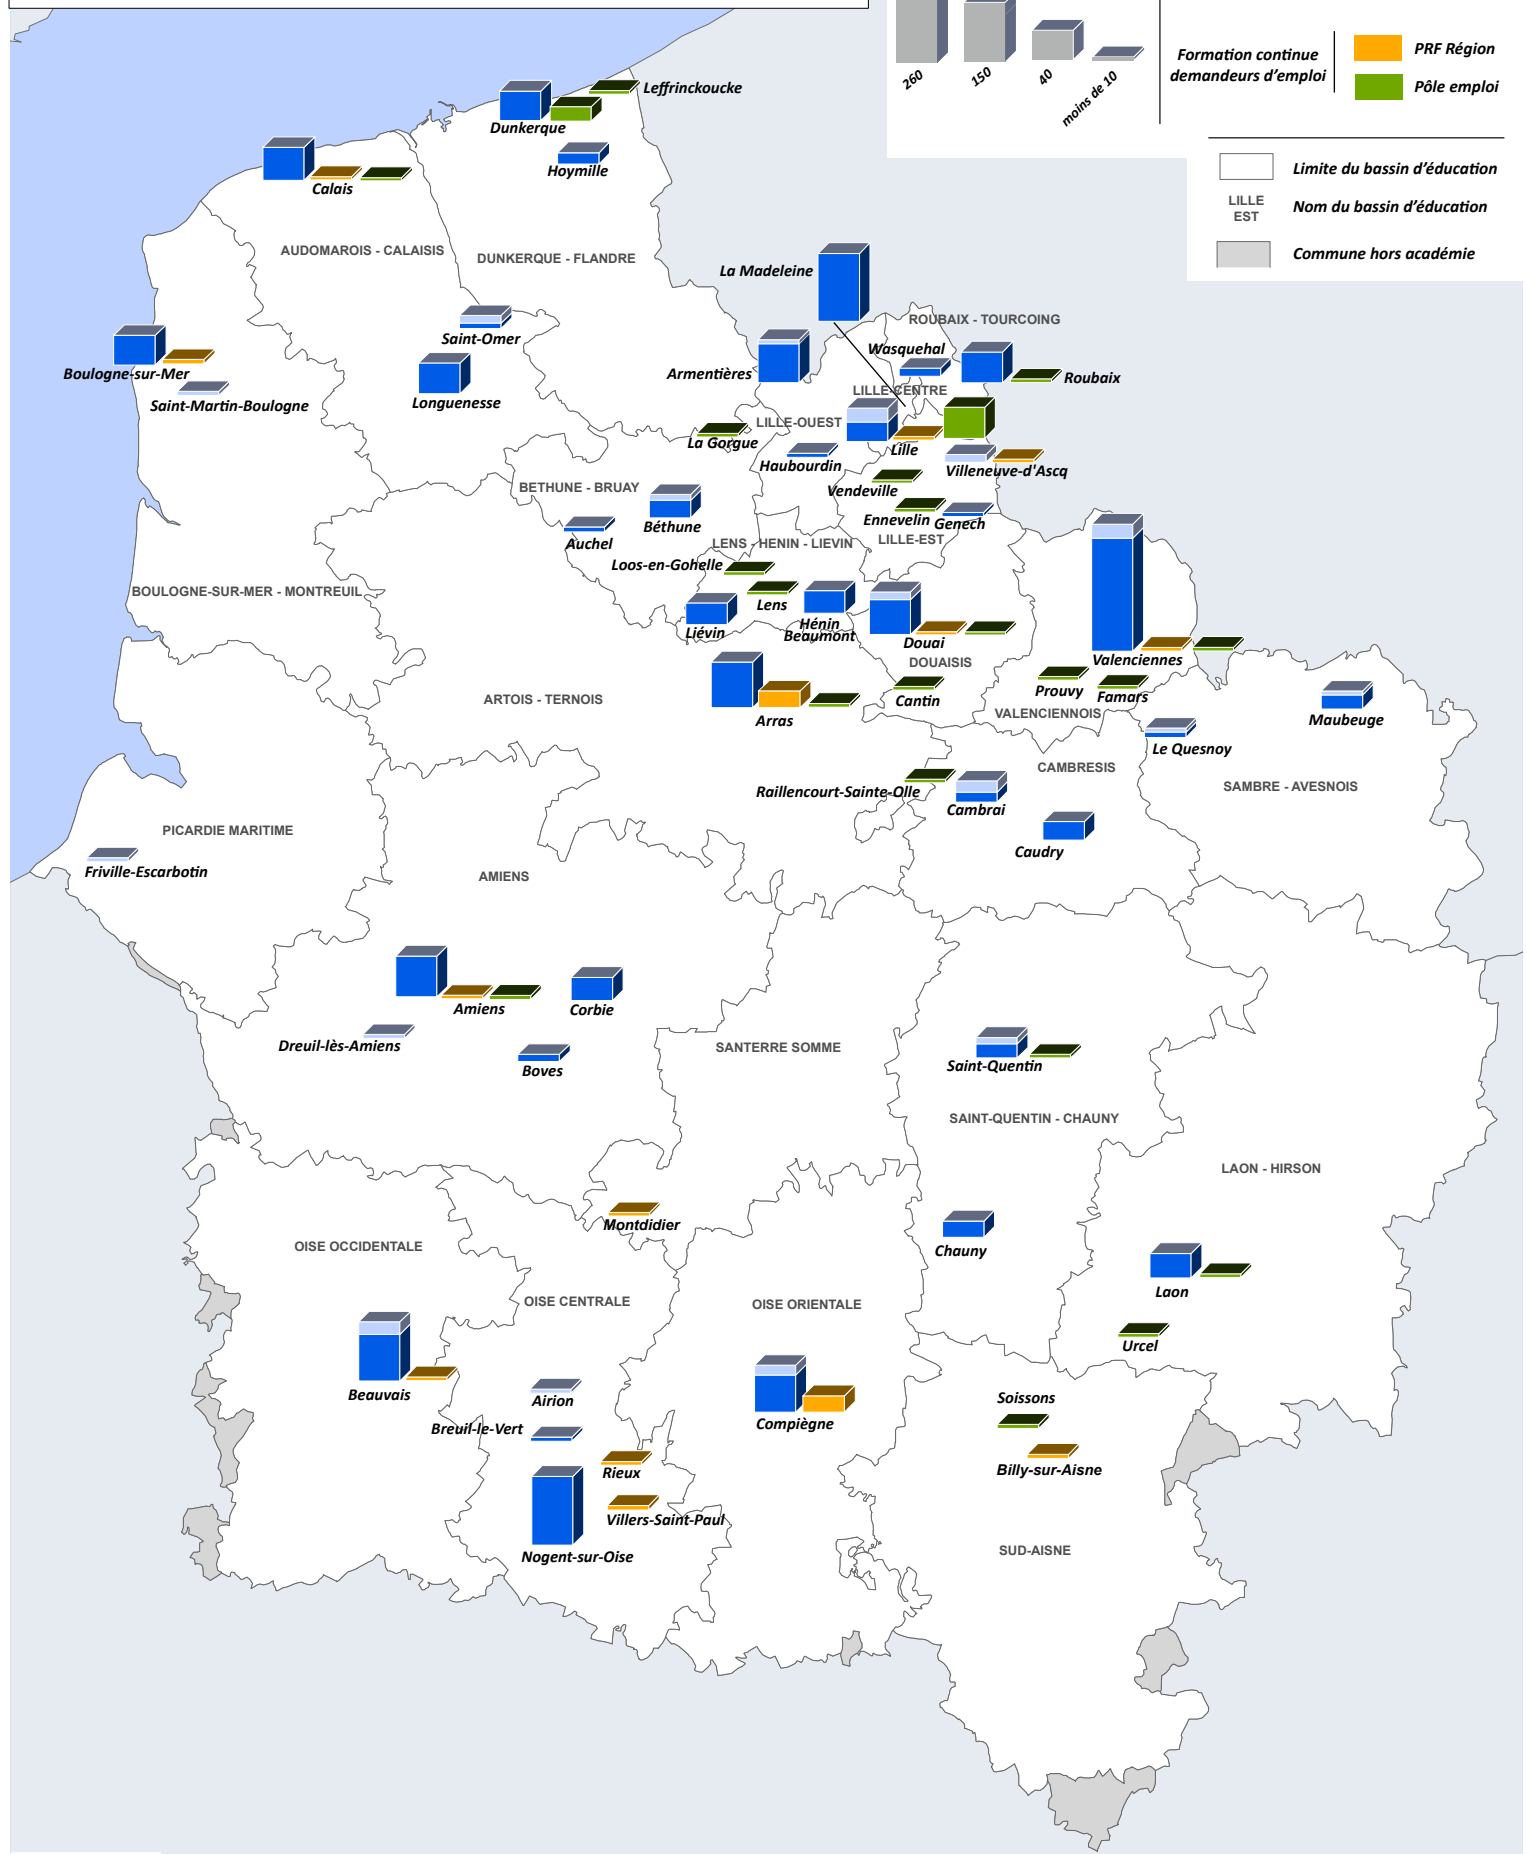 260
150
40
moins de 10
Formation continue
demandeurs d'emploi
PRF Région
Pôle emploi
Limite du bassin d'éducation
LILLE
EST
Nom du bassin d'éducation
Commune hors académie
Leffrinckoucke
Dunkerque
Hoymille
Calais
AUDOMAROIS - CALAISIS
DUNKERQUE - FLANDRE
La Madeleine
ROUBAIX - TOURCOING
Saint-Omer
Wasquehal
Boulogne-sur-Mer
Armentières
Roubaix
LILLE-CENTRE
Saint-Martin-Boulogne
Longuenesse
LILLE-OUEST
La Gorgue
Lille
Haubourdin
Villeneuve-d'Ascq
BETHUNE - BRUAY
Vendeville
Béthune
Ennevelin
Genech
Auchel
LENS - HENIN - LIEVIN
LILLE-EST
Loos-en-Gohelle
BOULOGNE-SUR-MER - MONTREUIL
Lens
Liévin
Hénin
Beaumont
Douai
DOUAISIS
Valenciennes
Prouvy
Famars
Cantin
ARTOIS - TERNOIS
Arras
VALENCIENNOIS
Maubeuge
Le Quesnoy
CAMBRESIS
SAMBRE - AVESNOIS
Raillencourt-Sainte-Olle
Cambrai
PICARDIE MARITIME
Caudry
Friville-Escarbotin
AMIENS
Amiens
Corbie
Dreuil-lès-Amiens
SANTERRE SOMME
Boves
Saint-Quentin
SAINT-QUENTIN - CHAUNY
LAON - HIRSON
Montdidier
OISE OCCIDENTALE
Chauny
Laon
OISE CENTRALE
OISE ORIENTALE
Urcel
Beauvais
Airion
Soissons
Compiègne
Breuil-le-Vert
Rieux
Billy-sur-Aisne
Villers-Saint-Paul
Nogent-sur-Oise
SUD-AISNE